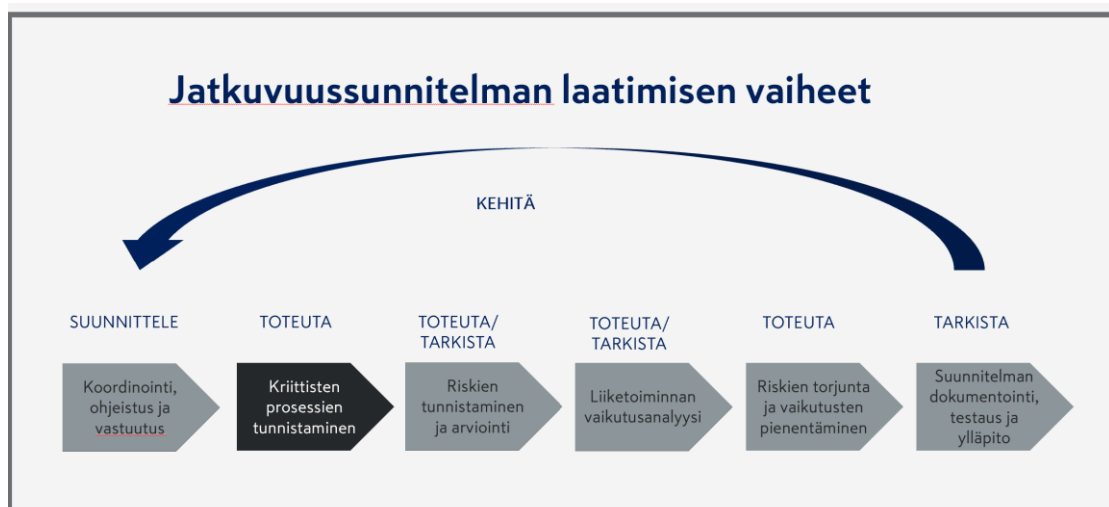 Jatkuvuussunnitelman laatimisen vaiheet
KEHITÄ
SUUNNITTELE
TOTEUTA
TOTEUTA/
TARKISTA
TOTEUTA/
TARKISTA
TOTEUTA
TARKISTA
Koordinointi,
ohjeistus ja
vastuutus
Kriittisten
prosessien
tunnistaminen
Riskien
tunnistaminen
ja arviointi
Liiketoiminnan
vaikutusanalyysi
Riskien torjunta
ja vaikutusten
pienentäminen
Suunnitelman
dokumentointi,
testaus ja
ylläpito